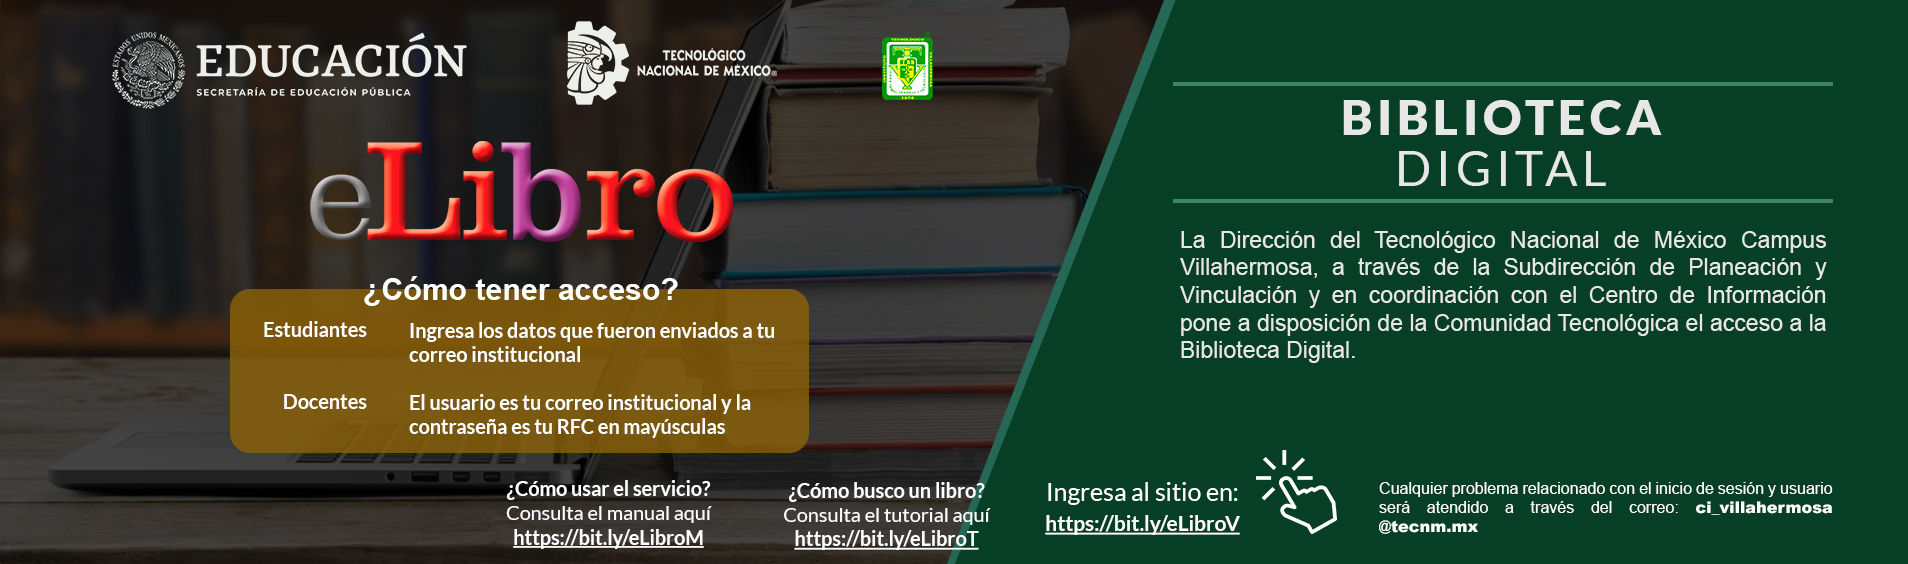 ESTADOS UNIDOS MEXICANOS
EDUCACIÓN
SECRETARÍA DE EDUCACIÓN PÚBLICA
TECNOLÓGICO
NACIONAL DE MÉXICO®
1974
eLibro
¿Cómo tener acceso?
Estudiantes
Ingresa los datos que fueron enviados a tu
correo institucional
Docentes
El usuario es tu correo institucional y la
contraseña es tu RFC en mayúsculas
¿Cómo usar el servicio?
Consulta el manual aquí
https://bit.ly/eLibroM
¿Cómo busco un libro?
Consulta el tutorial aquí
https://bit.ly/eLibroT
BIBLIOTECA
DIGITAL
La Dirección del Tecnológico Nacional de México Campus
Villahermosa, a través de la Subdirección de Planeación y
Vinculación y en coordinación con el Centro de Información
pone a disposición de la Comunidad Tecnológica el acceso a la
Biblioteca Digital.
Ingresa al sitio en:
https://bit.ly/eLibroV
Cualquier problema relacionado con el inicio de sesión y usuario
será atendido a través del correo: ci_villahermosa
@tecnm.mx